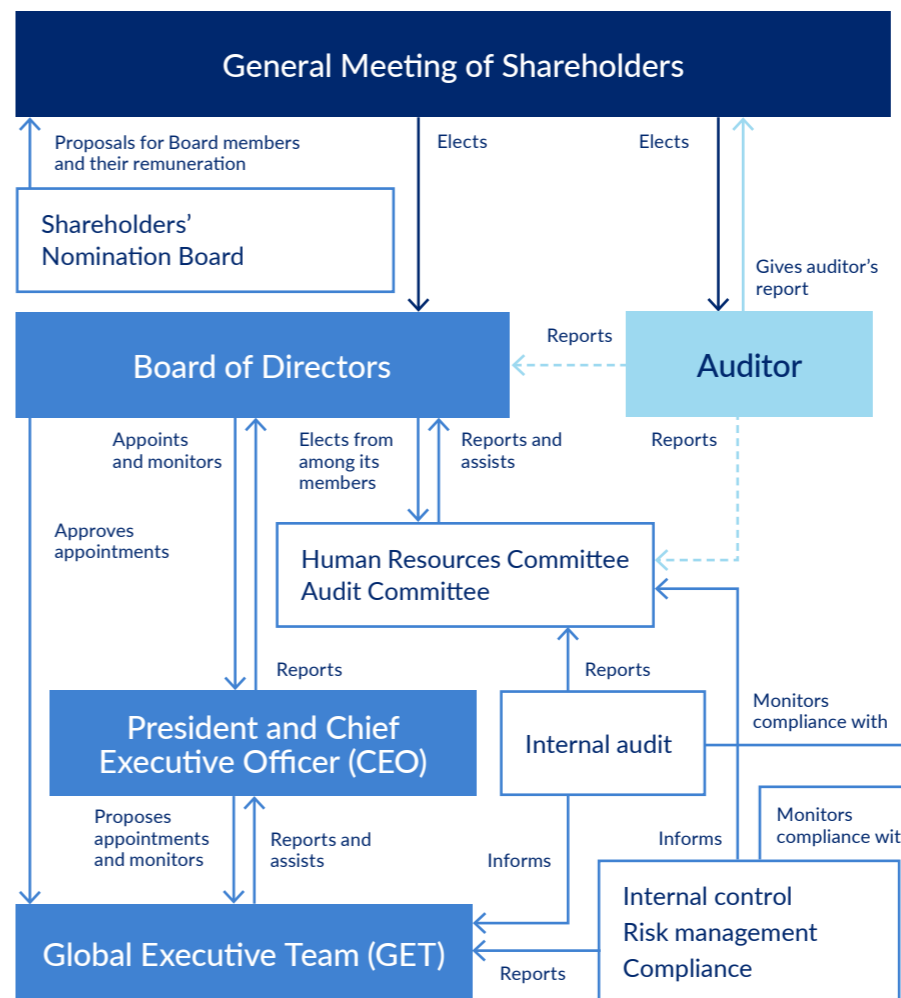 General Meeting of Shareholders
Proposals for Board members
and their remuneration
Elects
Elects
Shareholders’
Nomination Board
Gives auditor’s
report
Board of Directors
Reports
Auditor
Appoints
and monitors
Elects from
among its
members
Reports and
assists
Reports
Approves
appointments
Human Resources Committee
Audit Committee
Reports
Reports
President and Chief
Executive Officer (CEO)
Internal audit
Monitors
compliance with
Proposes
appointments
and monitors
Reports and
assists
Informs
Informs
Monitors
compliance wit
Global Executive Team (GET)
Reports
Internal control
Risk management
Compliance